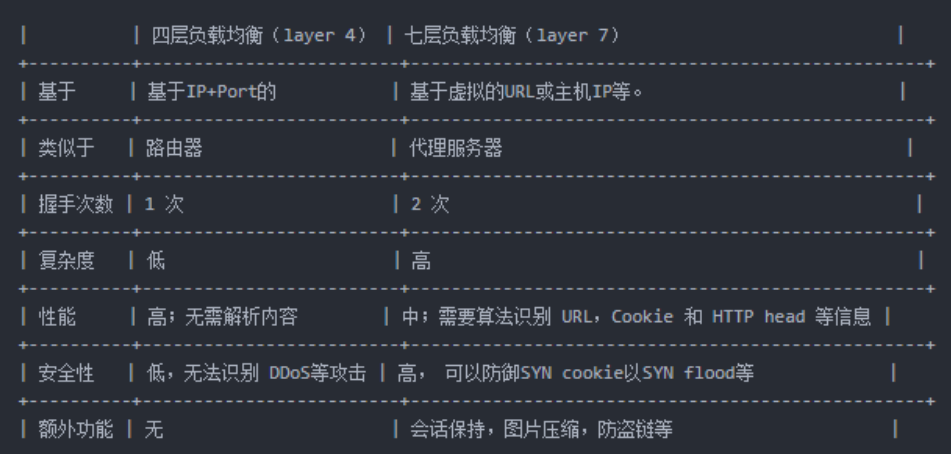 |          | 四层负载均衡（layer 4） | 七层负载均衡（layer 7）                              |
+----------+-------------------------+---------------------------------------------------+
| 基于     | 基于IP+Port的           | 基于虚拟的URL或主机IP等。                          |
+----------+-------------------------+---------------------------------------------------+
| 类似于   | 路由器                  | 代理服务器                                         |
+----------+-------------------------+---------------------------------------------------+
| 握手次数 | 1 次                    | 2 次                                               |
+----------+-------------------------+---------------------------------------------------+
| 复杂度   | 低                      | 高                                                 |
+----------+-------------------------+---------------------------------------------------+
| 性能     | 高；无需解析内容        | 中；需要算法识别 URL，Cookie 和 HTTP head 等信息 |
+----------+-------------------------+---------------------------------------------------+
| 安全性   | 低，无法识别 DDoS等攻击 | 高， 可以防御SYN cookie以SYN flood等               |
+----------+-------------------------+---------------------------------------------------+
| 额外功能 | 无                      | 会话保持，图片压缩，防盗链等                       |